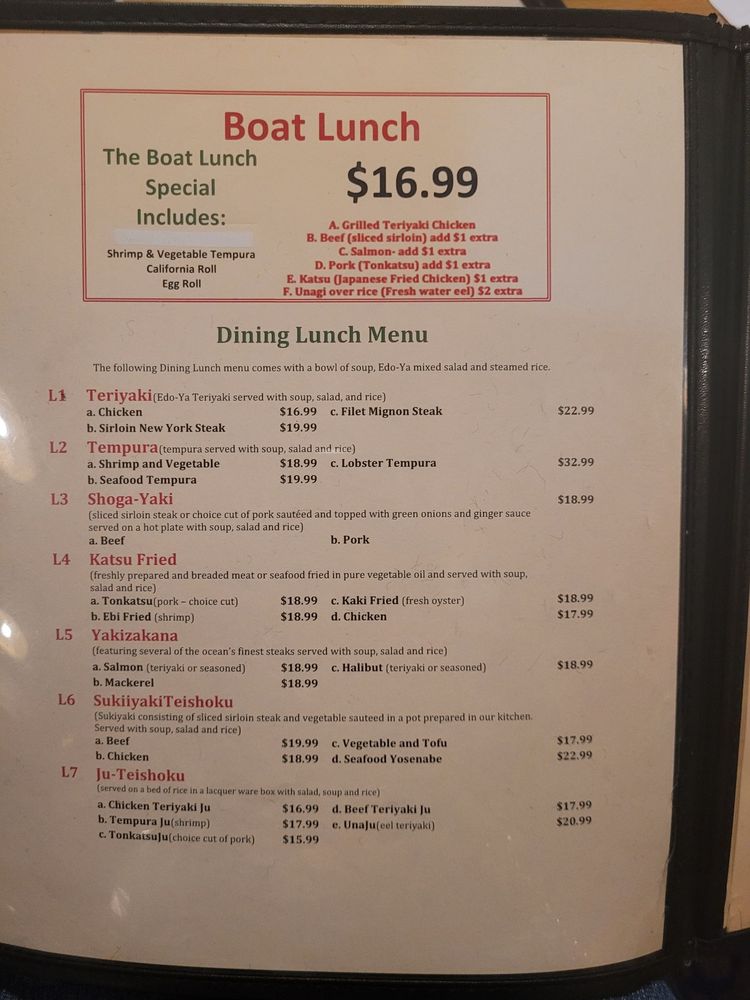 Boat Lunch
The Boat Lunch
Special
Includes:
Shrimp & Vegetable Tempura
California Roll
Egg Roll
$16.99
A. Grilled Teriyaki Chicken
B. Beef (sliced sirloin) add $1 extra
C. Salmon- add $1 extra
D. Pork (Tonkatsu) add $1 extra
E. Katsu (Japanese Fried Chicken) $1 extra
F. Unagi over rice (Fresh water eel) $2 extra
Dining Lunch Menu
The following Dining Lunch menu comes with a bowl of soup, Edo-Ya mixed salad and steamed rice.
L1 Teriyaki (Edo-Ya Teriyaki served with soup, salad, and rice)
a. Chicken $16.99 c. Filet Mignon Steak $22.99
b. Sirloin New York Steak $19.99
L2 Tempura (tempura served with soup, salad and rice)
a. Shrimp and Vegetable $18.99 c. Lobster Tempura $32.99
b. Seafood Tempura $19.99
L3 Shoga-Yaki $18.99
(sliced sirloin steak or choice cut of pork sautéed and topped with green onions and ginger sauce
served on a hot plate with soup, salad and rice)
a. Beef b. Pork
L4 Katsu Fried
(freshly prepared and breaded meat or seafood fried in pure vegetable oil and served with soup,
salad and rice)
a. Tonkatsu(pork – choice cut) $18.99 c. Kaki Fried (fresh oyster) $18.99
b. Ebi Fried (shrimp) $18.99 d. Chicken $17.99
L5 Yakizakana
(featuring several of the ocean's finest steaks served with soup, salad and rice)
a. Salmon (teriyaki or seasoned) $18.99 c. Halibut (teriyaki or seasoned) $18.99
b. Mackerel $18.99
L6 SukiiyakiTeishoku
(Sukiyaki consisting of sliced sirloin steak and vegetable sauteed in a pot prepared in our kitchen.
Served with soup, salad and rice)
a. Beef $19.99 c. Vegetable and Tofu $17.99
b. Chicken $18.99 d. Seafood Yosenabe $22.99
L7 Ju-Teishoku
(served on a bed of rice in a lacquer ware box with salad, soup and rice)
a. Chicken Teriyaki Ju $16.99 d. Beef Teriyaki Ju $17.99
b. Tempura Ju(shrimp) $17.99 e. UnaJu(eel teriyaki) $20.99
c. TonkatsuJu(choice cut of pork) $15.99